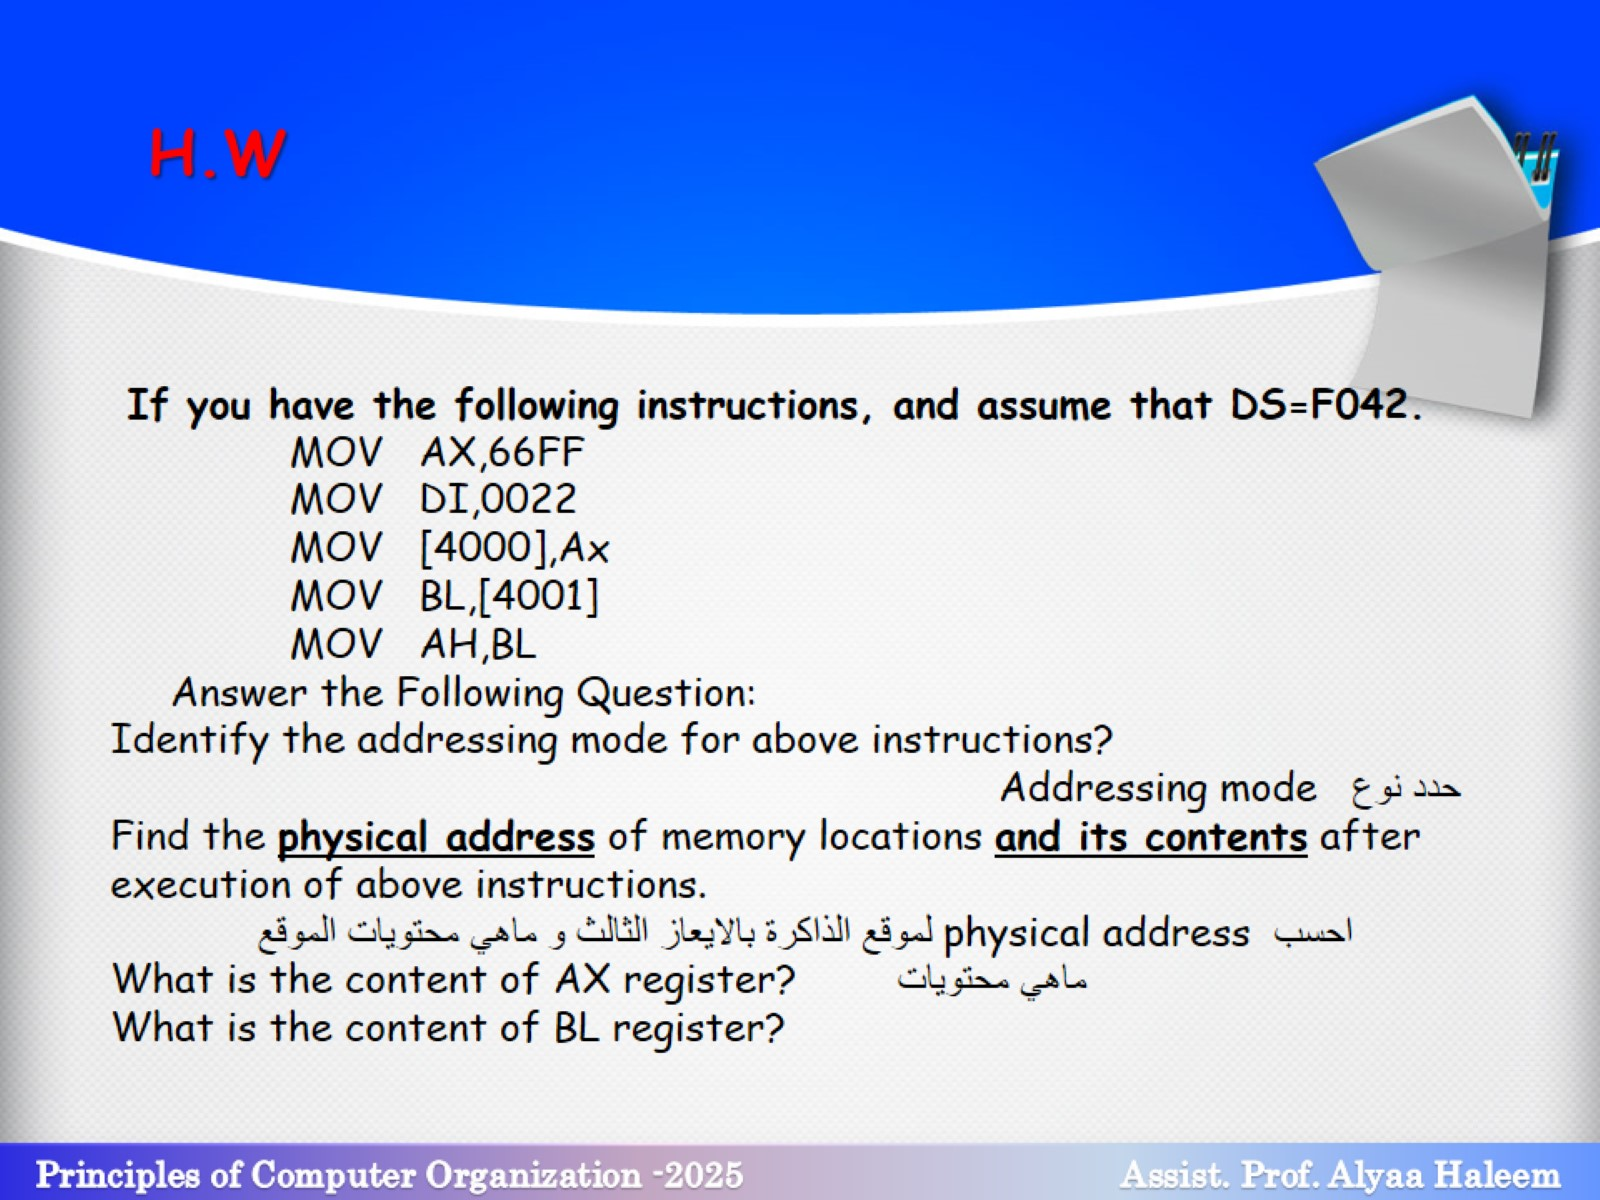 H.W
If you have the following instructions, and assume that DS=F042.
MOV AX,66FF
MOV DI,0022
MOV [4000],Ax
MOV BL,[4001]
MOV AH,BL
Answer the Following Question:
Identify the addressing mode for above instructions?
حدد نوع Addressing mode
Find the physical address of memory locations and its contents after
execution of above instructions.
احسب physical address لموقع الذاكرة بالايعاز الثالث و ماهي محتويات الموقع
What is the content of AX register? ماهي محتويات
What is the content of BL register?
Principles of Computer Organization -2025 Assist. Prof. Alyaa Haleem